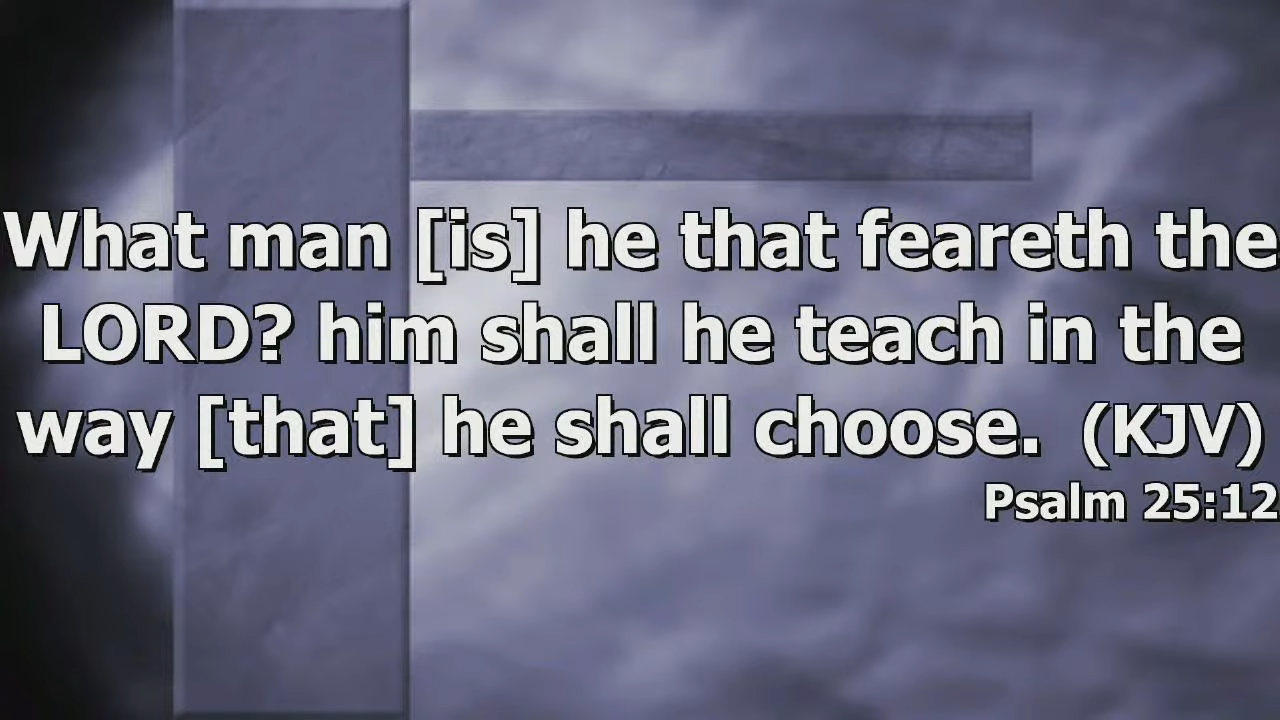 What man [is] he that feareth the
LORD? him shall he teach in the
way [that] he shall choose. (KJV)
Psalm 25:12